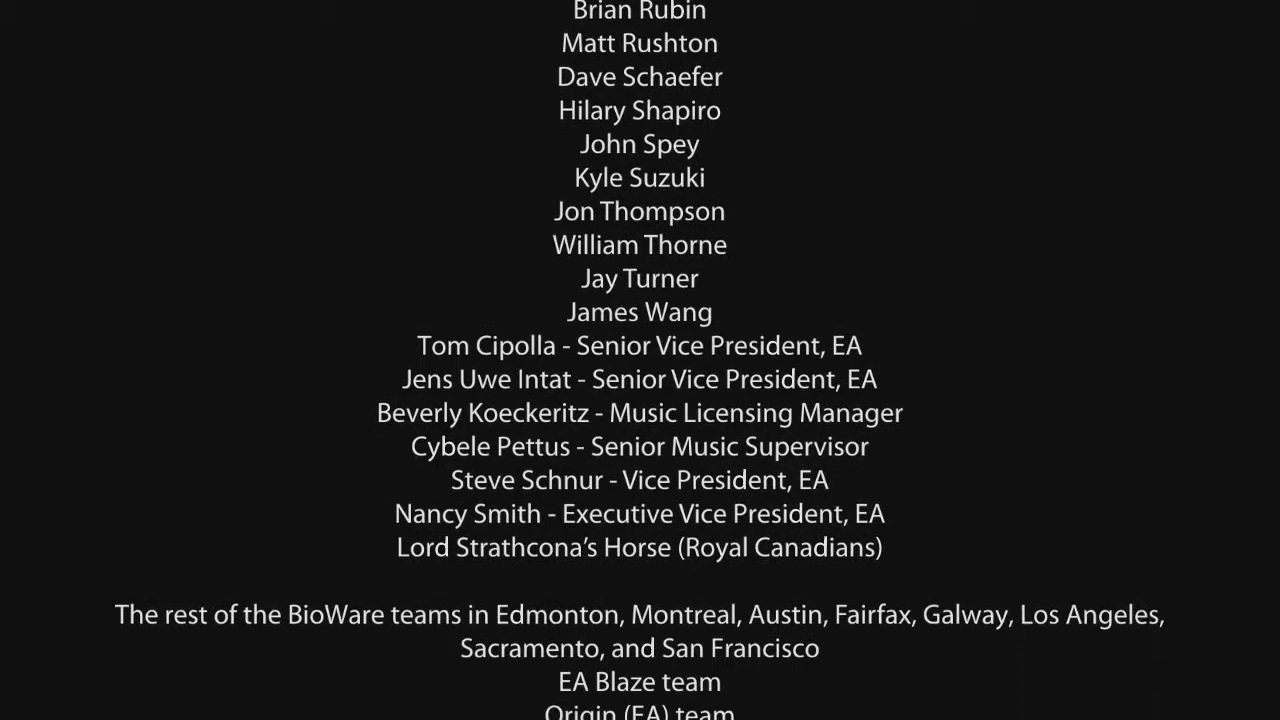 Brian Rubin
Matt Rushton
Dave Schaefer
Hilary Shapiro
John Spey
Kyle Suzuki
Jon Thompson
William Thorne
Jay Turner
James Wang
Tom Cipolla - Senior Vice President, EA
Jens Uwe Intat - Senior Vice President, EA
Beverly Koeckeritz - Music Licensing Manager
Cybele Pettus - Senior Music Supervisor
Steve Schnur - Vice President, EA
Nancy Smith - Executive Vice President, EA
Lord Strathcona's Horse (Royal Canadians)
The rest of the BioWare teams in Edmonton, Montreal, Austin, Fairfax, Galway, Los Angeles,
Sacramento, and San Francisco
EA Blaze team
Origin (EA) team